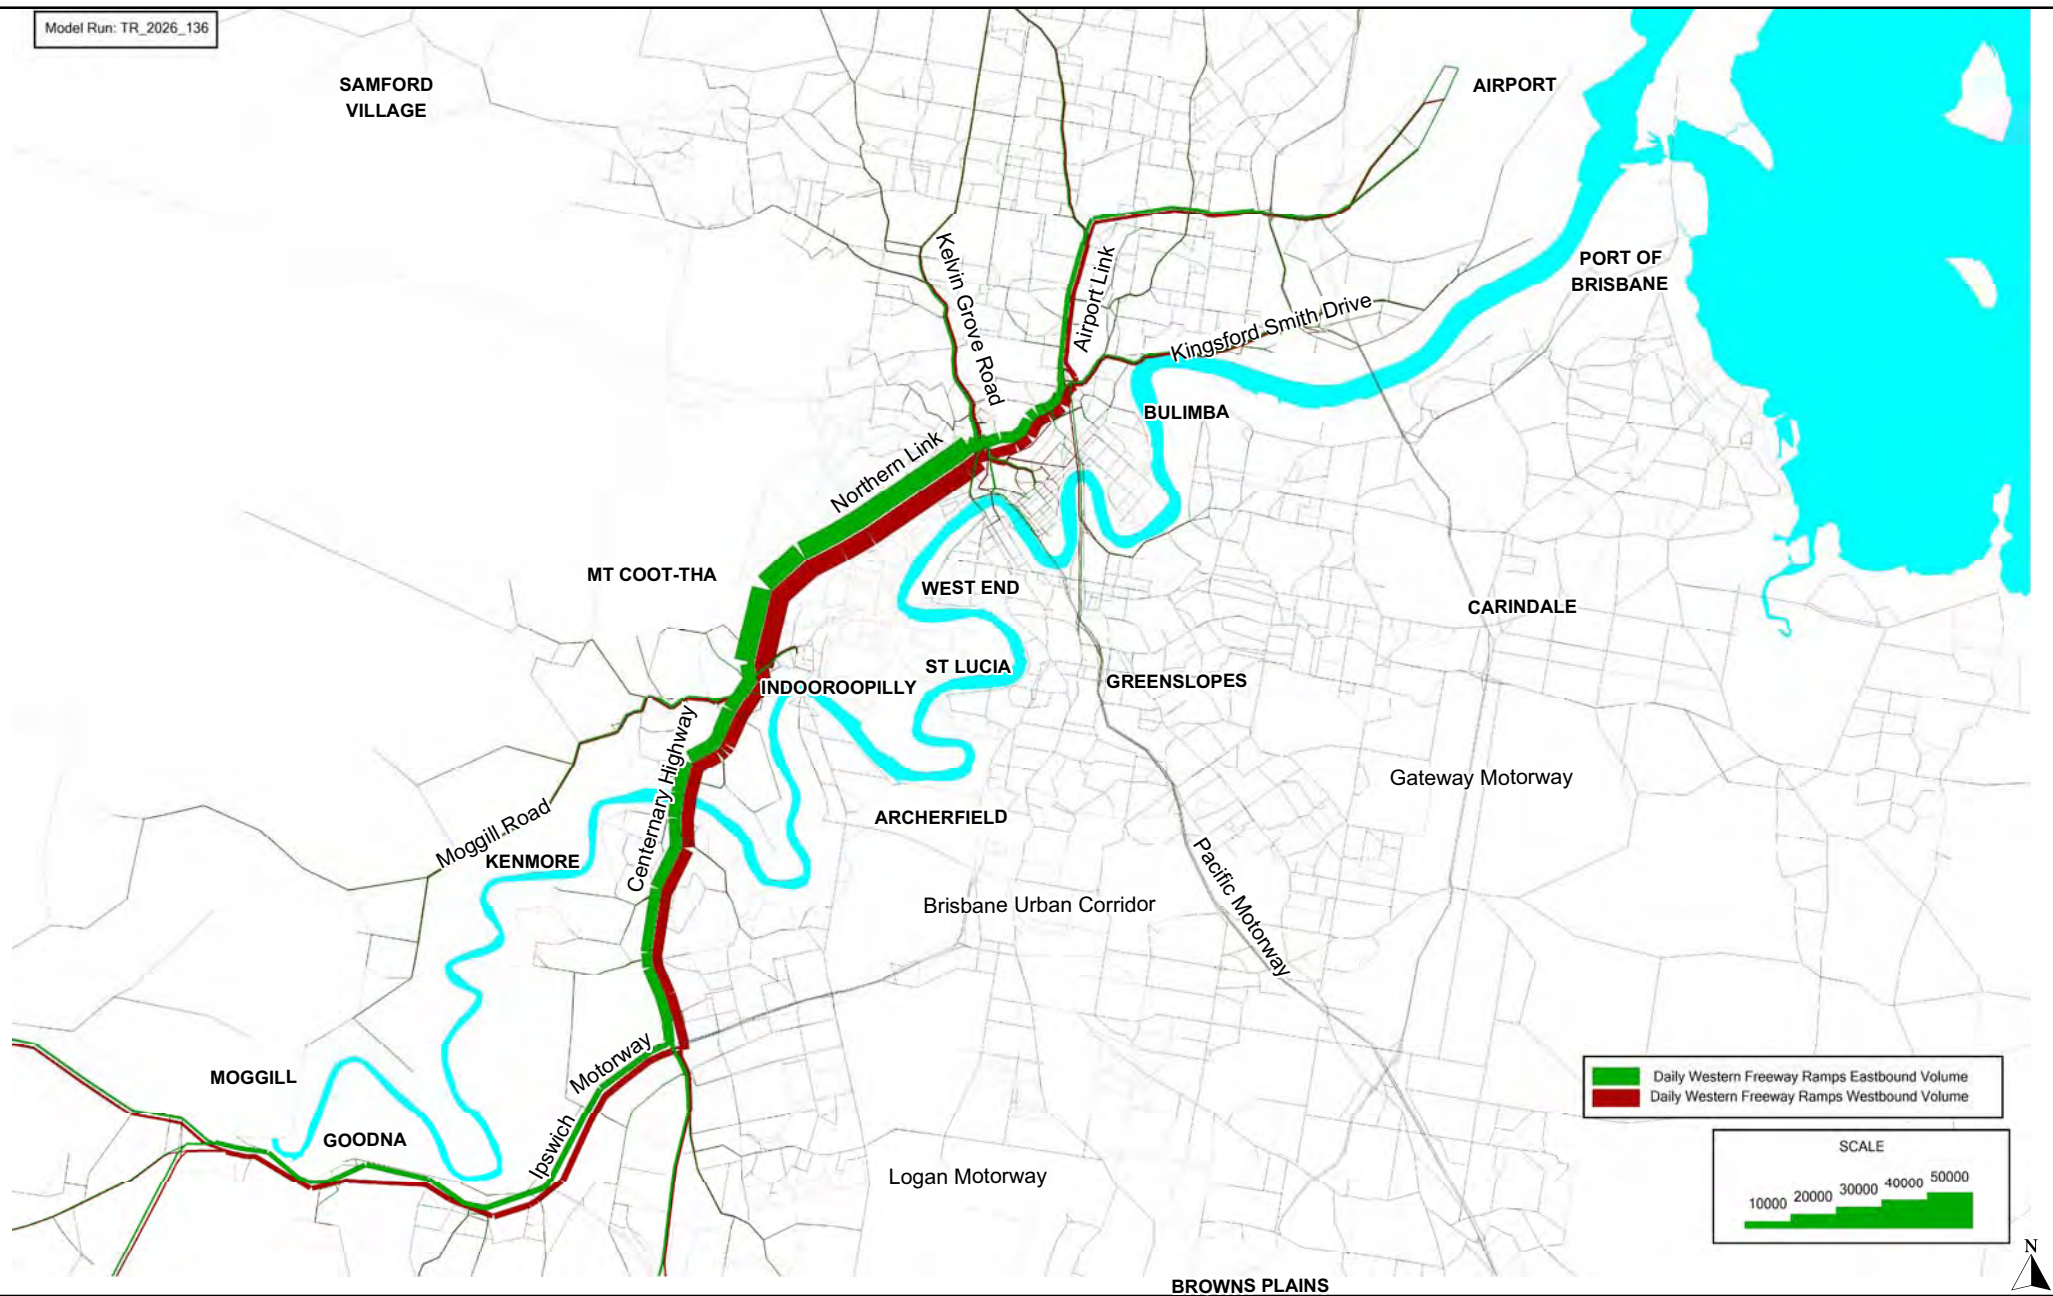 Model Run: TR_2026_136
SAMFORD
VILLAGE
AIRPORT
PORT OF
BRISBANE
Kelvin Grove Road
Airport Link
Kingsford Smith Drive
BULIMBA
Northern Link
MT COOT-THA
WEST END
CARINDALE
ST LUCIA
INDOOROOPILLY
GREENSLOPES
Centernary Highway
Gateway Motorway
Moggill Road
KENMORE
ARCHERFIELD
Pacific Motorway
Brisbane Urban Corridor
Ipswich Motorway
MOGGILL
GOODNA
Logan Motorway
Daily Western Freeway Ramps Eastbound Volume
Daily Western Freeway Ramps Westbound Volume
SCALE
10000 20000 30000 40000 50000
N
BROWNS PLAINS